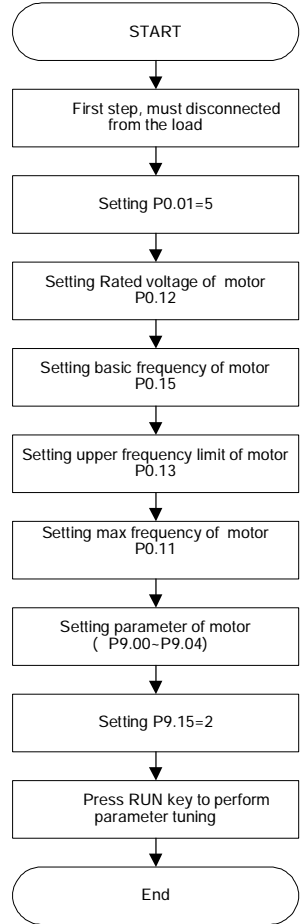 START
First step, must disconnected
from the load
Setting P0.01=5
Setting Rated voltage of motor
P0.12
Setting basic frequency of motor
P0.15
Setting upper frequency limit of motor
P0.13
Setting max frequency of motor
P0.11
Setting parameter of motor
( P9.00~P9.04)
Setting P9.15=2
Press RUN key to perform
parameter tuning
End